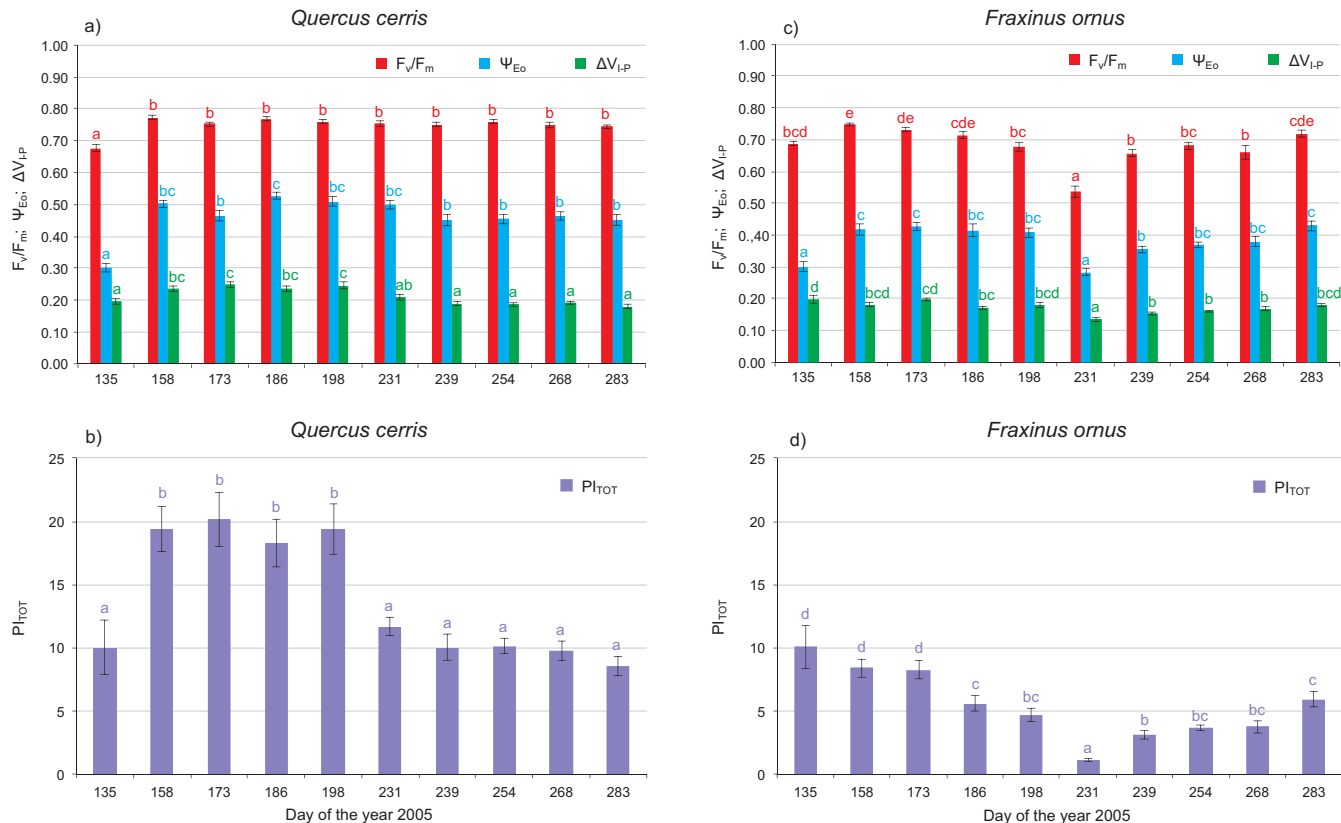 Quercus cerris
a)
1.00
0.90
0.80
0.70
0.60
0.50
0.40
0.30
0.20
0.10
0.00
Fv/Fm; ΨEo; ΔVI-P
Fv/Fm ΨEo ΔVI-P
a b b b b b b b b b
a bc b c bc bc a a a a
a bc c bc c ab a a a a
135 158 173 186 198 231 239 254 268 283
Fraxinus ornus
c)
1.00
0.90
0.80
0.70
0.60
0.50
0.40
0.30
0.20
0.10
0.00
Fv/Fm; ΨEo; ΔVI-P
Fv/Fm ΨEo ΔVI-P
bcd e de cde bc a b bc b cde
a c c bc bc a b bc bc c
d bcd cd bc bcd a b b b bcd
135 158 173 186 198 231 239 254 268 283
Quercus cerris
b)
25
20
15
10
5
0
PITOT
PITOT
a b b b b a a a a a
135 158 173 186 198 231 239 254 268 283
Day of the year 2005
Fraxinus ornus
d)
25
20
15
10
5
0
PITOT
PITOT
d d d c bc a b bc bc c
135 158 173 186 198 231 239 254 268 283
Day of the year 2005